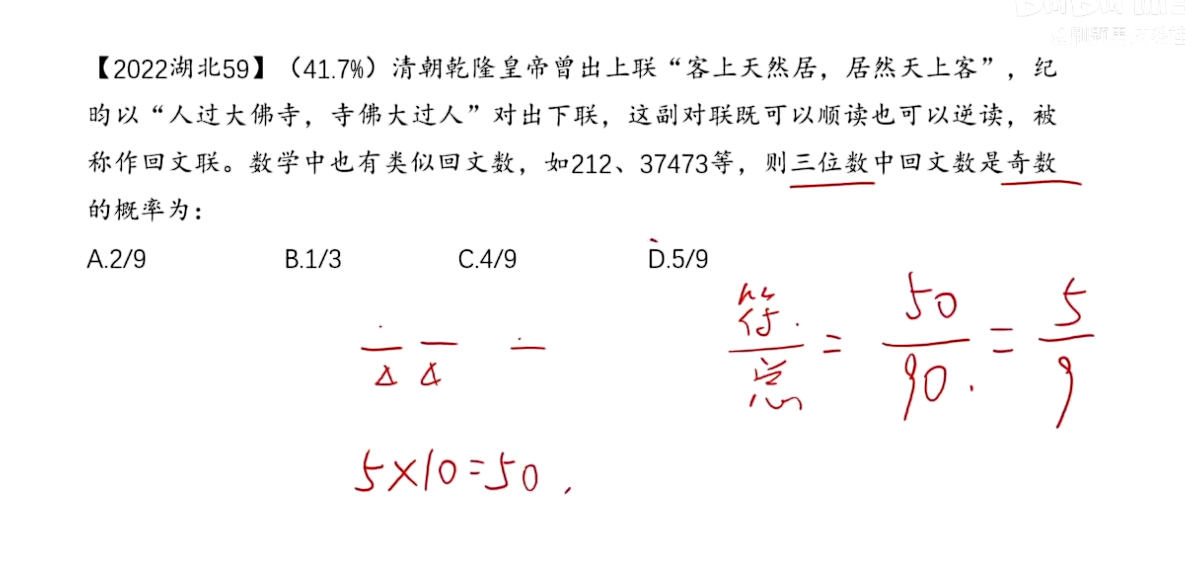 【2022湖北59】（41.7%）清朝乾隆皇帝曾出上联“客上天然居，居然天上客”，纪
昀以“人过大佛寺，寺佛大过人”对出下联，这副对联既可以顺读也可以逆读，被
称作回文联。数学中也有类似回文数，如212、37473等，则三位数中回文数是奇数
的概率为：
A.2/9 B.1/3 C.4/9 D.5/9
符/总 = 50/90 = 5/9
5×10=50